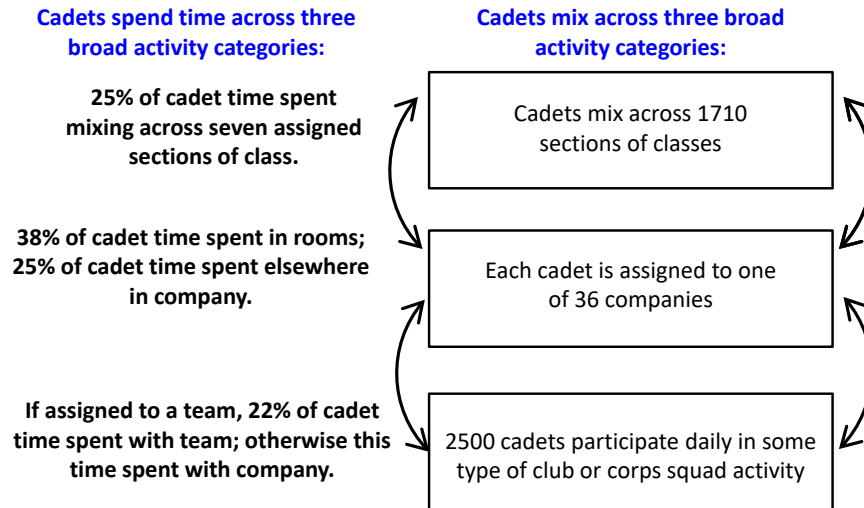 Cadets spend time across three
broad activity categories:
Cadets mix across three broad
activity categories:
25% of cadet time spent
mixing across seven assigned
sections of class.
Cadets mix across 1710
sections of classes
38% of cadet time spent in rooms;
25% of cadet time spent elsewhere
in company.
Each cadet is assigned to one
of 36 companies
If assigned to a team, 22% of cadet
time spent with team; otherwise this
time spent with company.
2500 cadets participate daily in some
type of club or corps squad activity